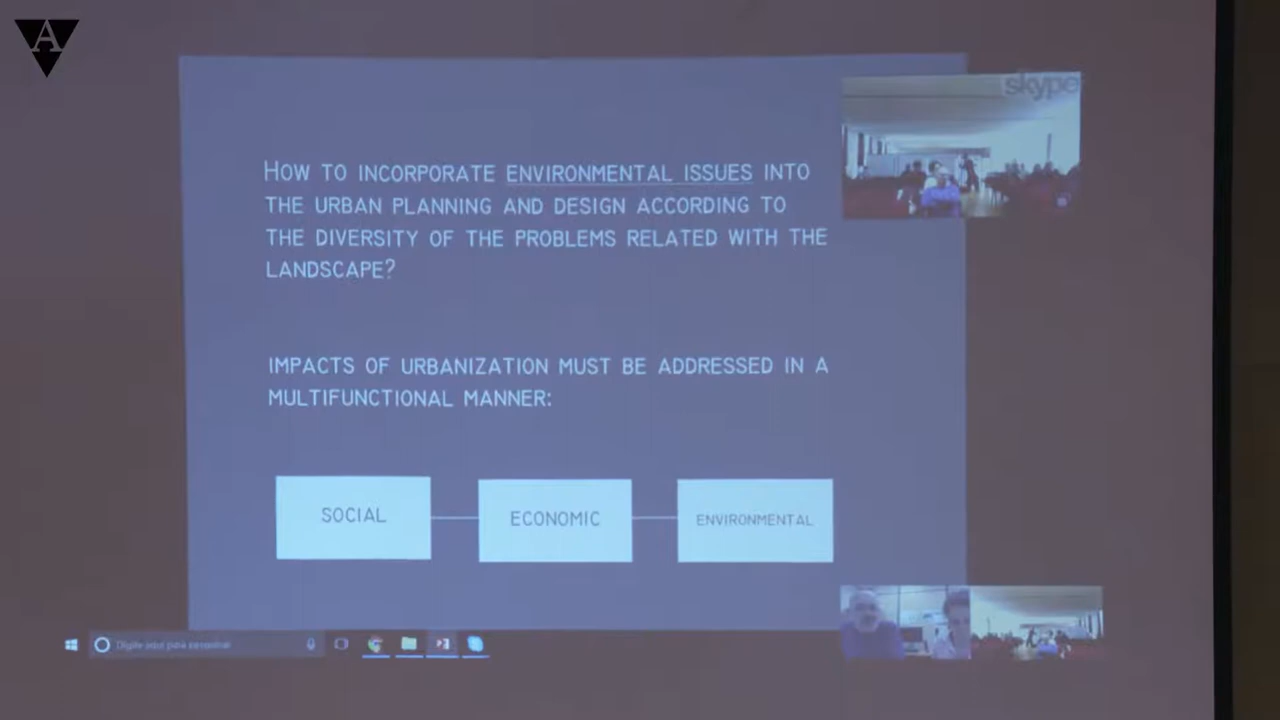 A
skype
How to incorporate environmental issues into
the urban planning and design according to
the diversity of the problems related with the
landscape?
impacts of urbanization must be addressed in a
multifunctional manner:
SOCIAL
ECONOMIC
ENVIRONMENTAL
Digite aqui para pesquisar